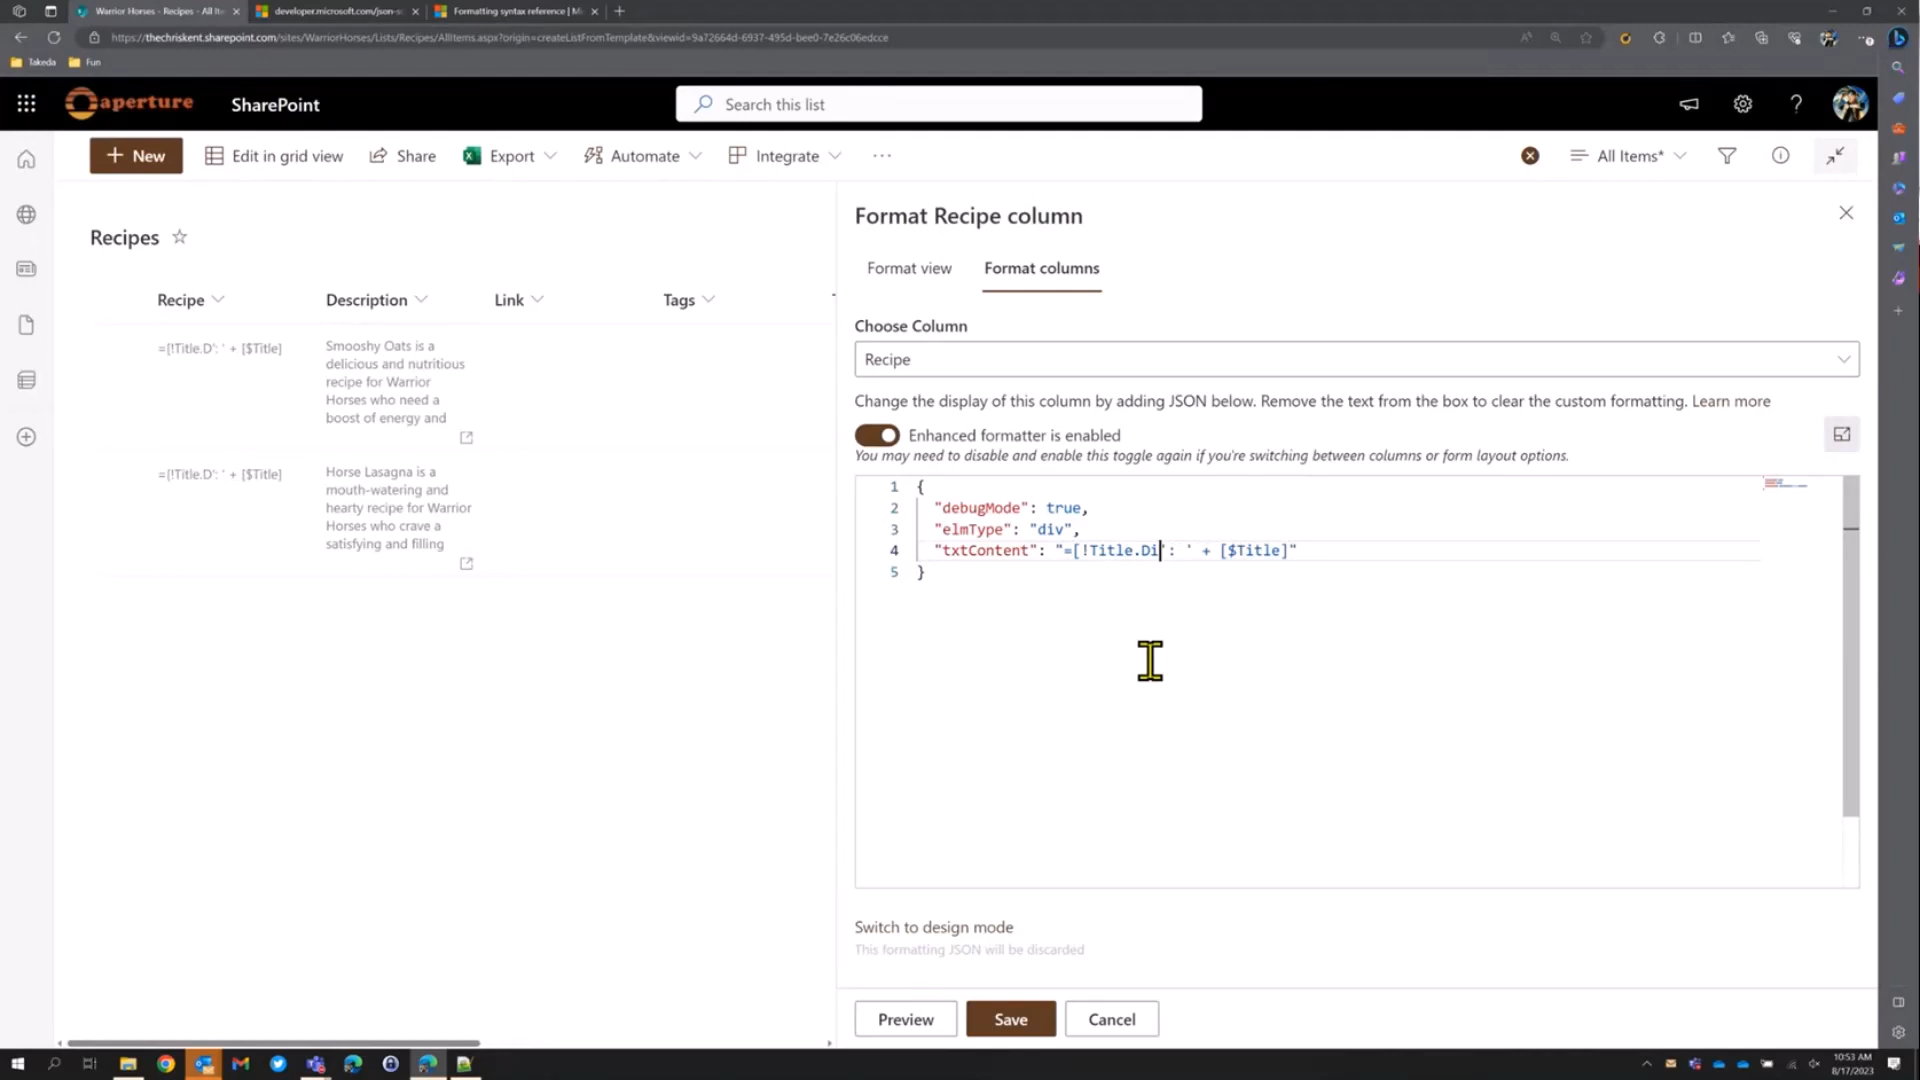 Warrior Horses - Recipes - All Ite
developer.microsoft.com/json-s
Formatting syntax reference | Mi
https://thechriskent.sharepoint.com/sites/WarriorHorses/Lists/Recipes/AllItems.aspx?origin=createListFromTemplate&viewid=9a72664d-6937-495d-bee0-7e26c06edcce
Takeda Fun
aperture SharePoint Search this list
New Edit in grid view Share Export Automate Integrate ··· All Items*
Format Recipe column
Recipes
Format view Format columns
Recipe Description Link Tags
Choose Column
Recipe
=[!Title.D': ' + [$Title]
Smooshy Oats is a
delicious and nutritious
recipe for Warrior
Horses who need a
boost of energy and
=[!Title.D': ' + [$Title]
Horse Lasagna is a
mouth-watering and
hearty recipe for Warrior
Horses who crave a
satisfying and filling
Change the display of this column by adding JSON below. Remove the text from the box to clear the custom formatting. Learn more
Enhanced formatter is enabled
You may need to disable and enable this toggle again if you're switching between columns or form layout options.
1 {
2 "debugMode": true,
3 "elmType": "div",
4 "txtContent": "=[!Title.Di': ' + [$Title]"
5 }
Switch to design mode
This formatting JSON will be discarded
Preview Save Cancel
10:53 AM
8/17/2023